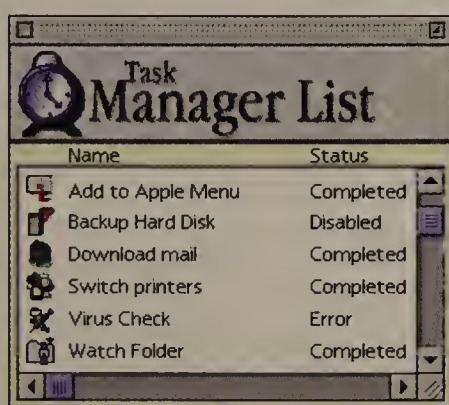 Task
Manager List
Name Status
Add to Apple Menu Completed
Backup Hard Disk Disabled
Download mail Completed
Switch printers Completed
Virus Check Error
Watch Folder Completed